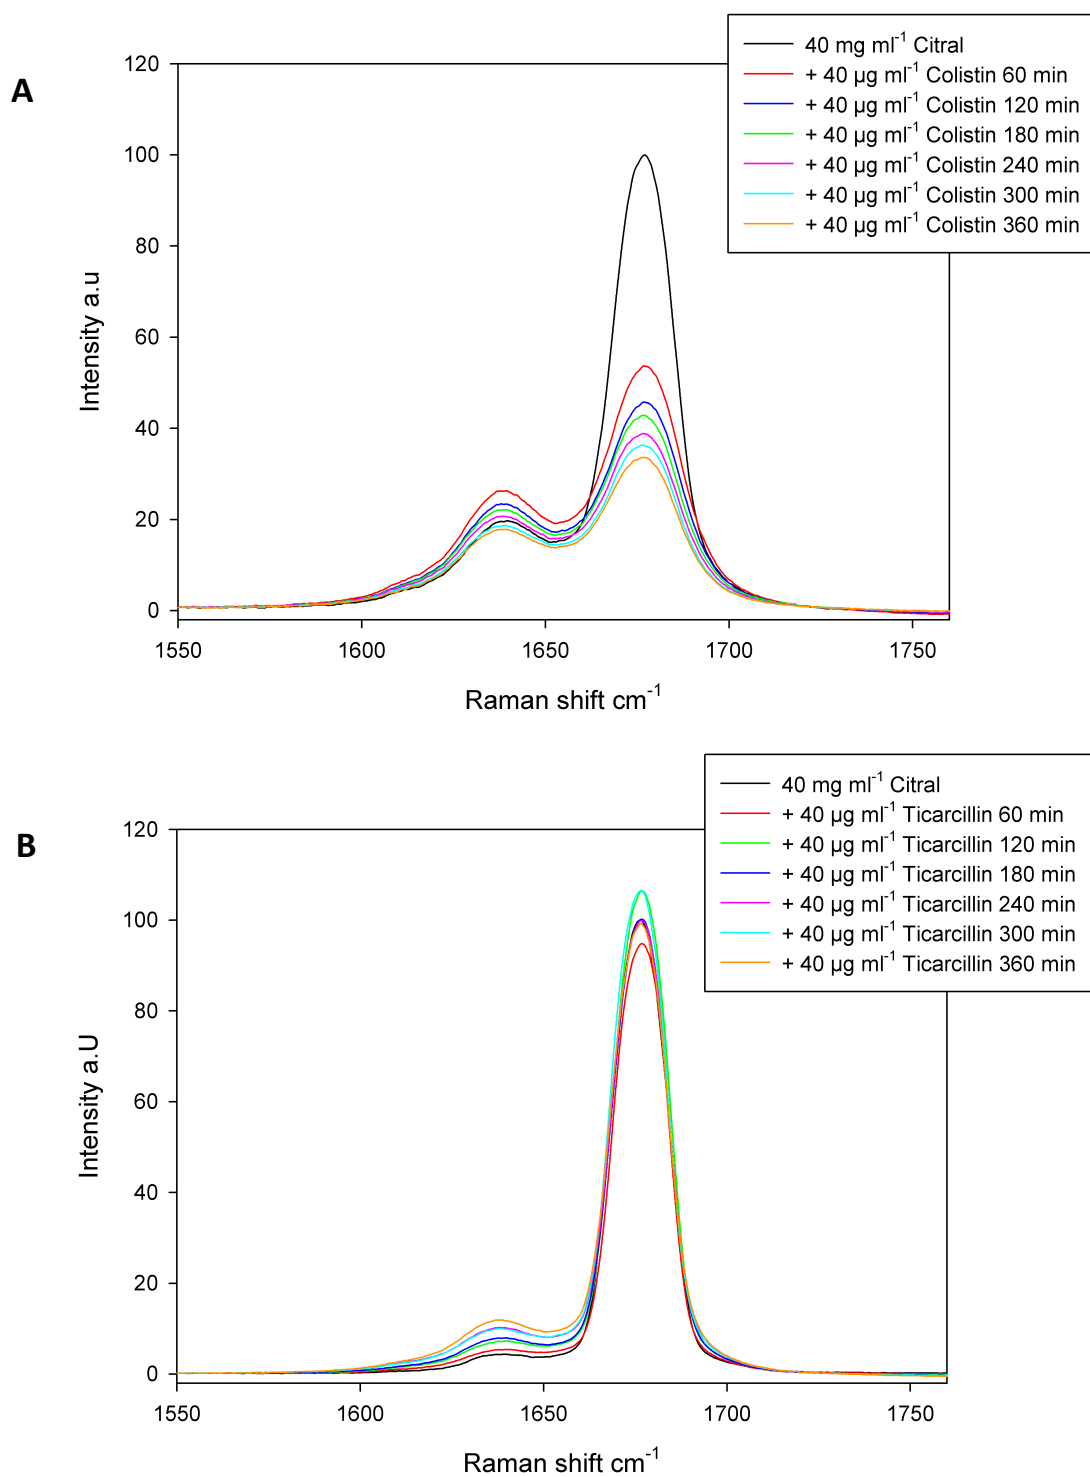 A
40 mg ml⁻¹ Citral
+ 40 µg ml⁻¹ Colistin 60 min
+ 40 µg ml⁻¹ Colistin 120 min
+ 40 µg ml⁻¹ Colistin 180 min
+ 40 µg ml⁻¹ Colistin 240 min
+ 40 µg ml⁻¹ Colistin 300 min
+ 40 µg ml⁻¹ Colistin 360 min
120
100
80
60
40
20
0
Intensity a.u
1550 1600 1650 1700 1750
Raman shift cm⁻¹
B
40 mg ml⁻¹ Citral
+ 40 µg ml⁻¹ Ticarcillin 60 min
+ 40 µg ml⁻¹ Ticarcillin 120 min
+ 40 µg ml⁻¹ Ticarcillin 180 min
+ 40 µg ml⁻¹ Ticarcillin 240 min
+ 40 µg ml⁻¹ Ticarcillin 300 min
+ 40 µg ml⁻¹ Ticarcillin 360 min
120
100
80
60
40
20
0
Intensity a.U
1550 1600 1650 1700 1750
Raman shift cm⁻¹